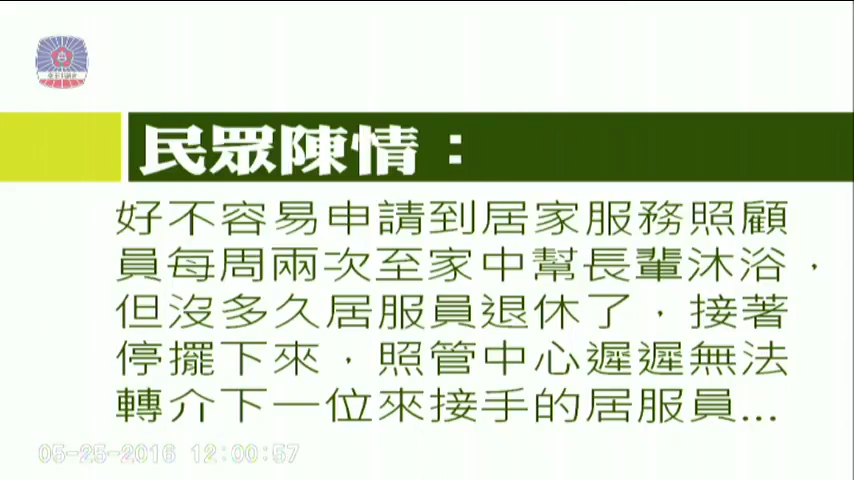 民眾陳情：
好不容易申請到居家服務照顧
員每周兩次至家中幫長輩沐浴，
但沒多久居服員退休了，接著
停擺下來，照管中心遲遲無法
轉介下一位來接手的居服員...
05-25-2016 12:00:57